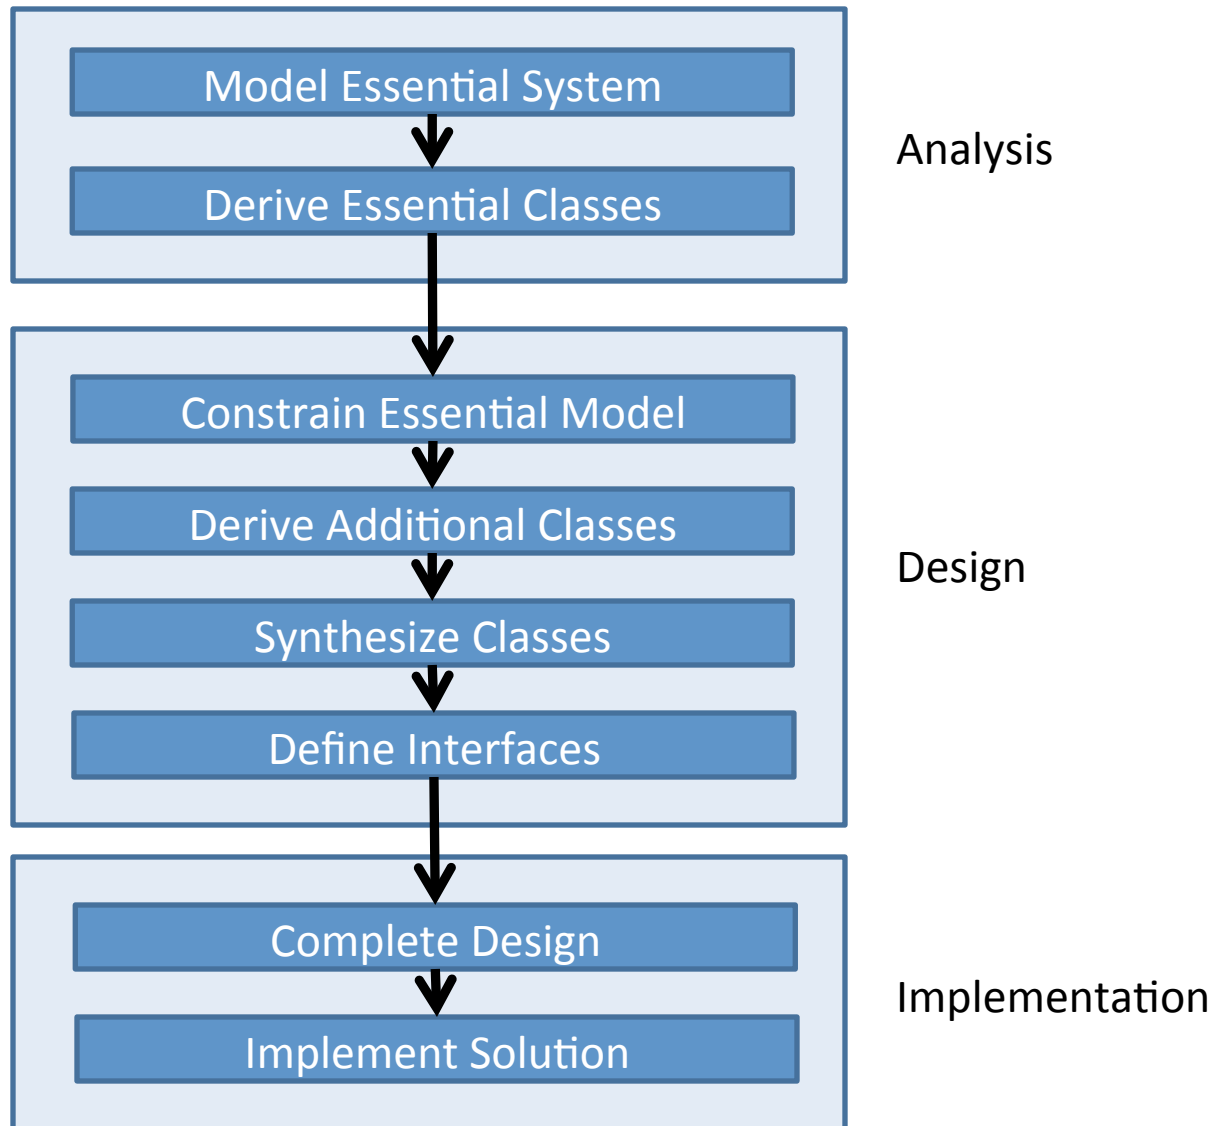 Model Essential System
Derive Essential Classes
Analysis
Constrain Essential Model
Derive Additional Classes
Synthesize Classes
Define Interfaces
Design
Complete Design
Implement Solution
Implementation